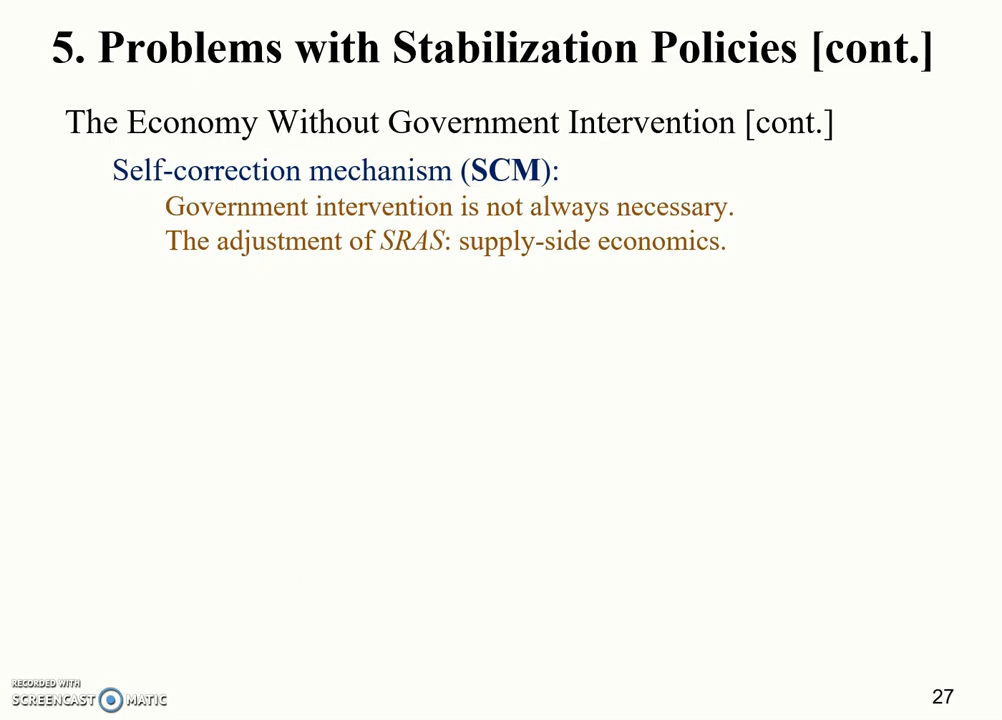 5. Problems with Stabilization Policies [cont.]
The Economy Without Government Intervention [cont.]
Self-correction mechanism (SCM):
Government intervention is not always necessary.
The adjustment of SRAS: supply-side economics.
RECORDED WITH
SCREENCAST MATIC
27